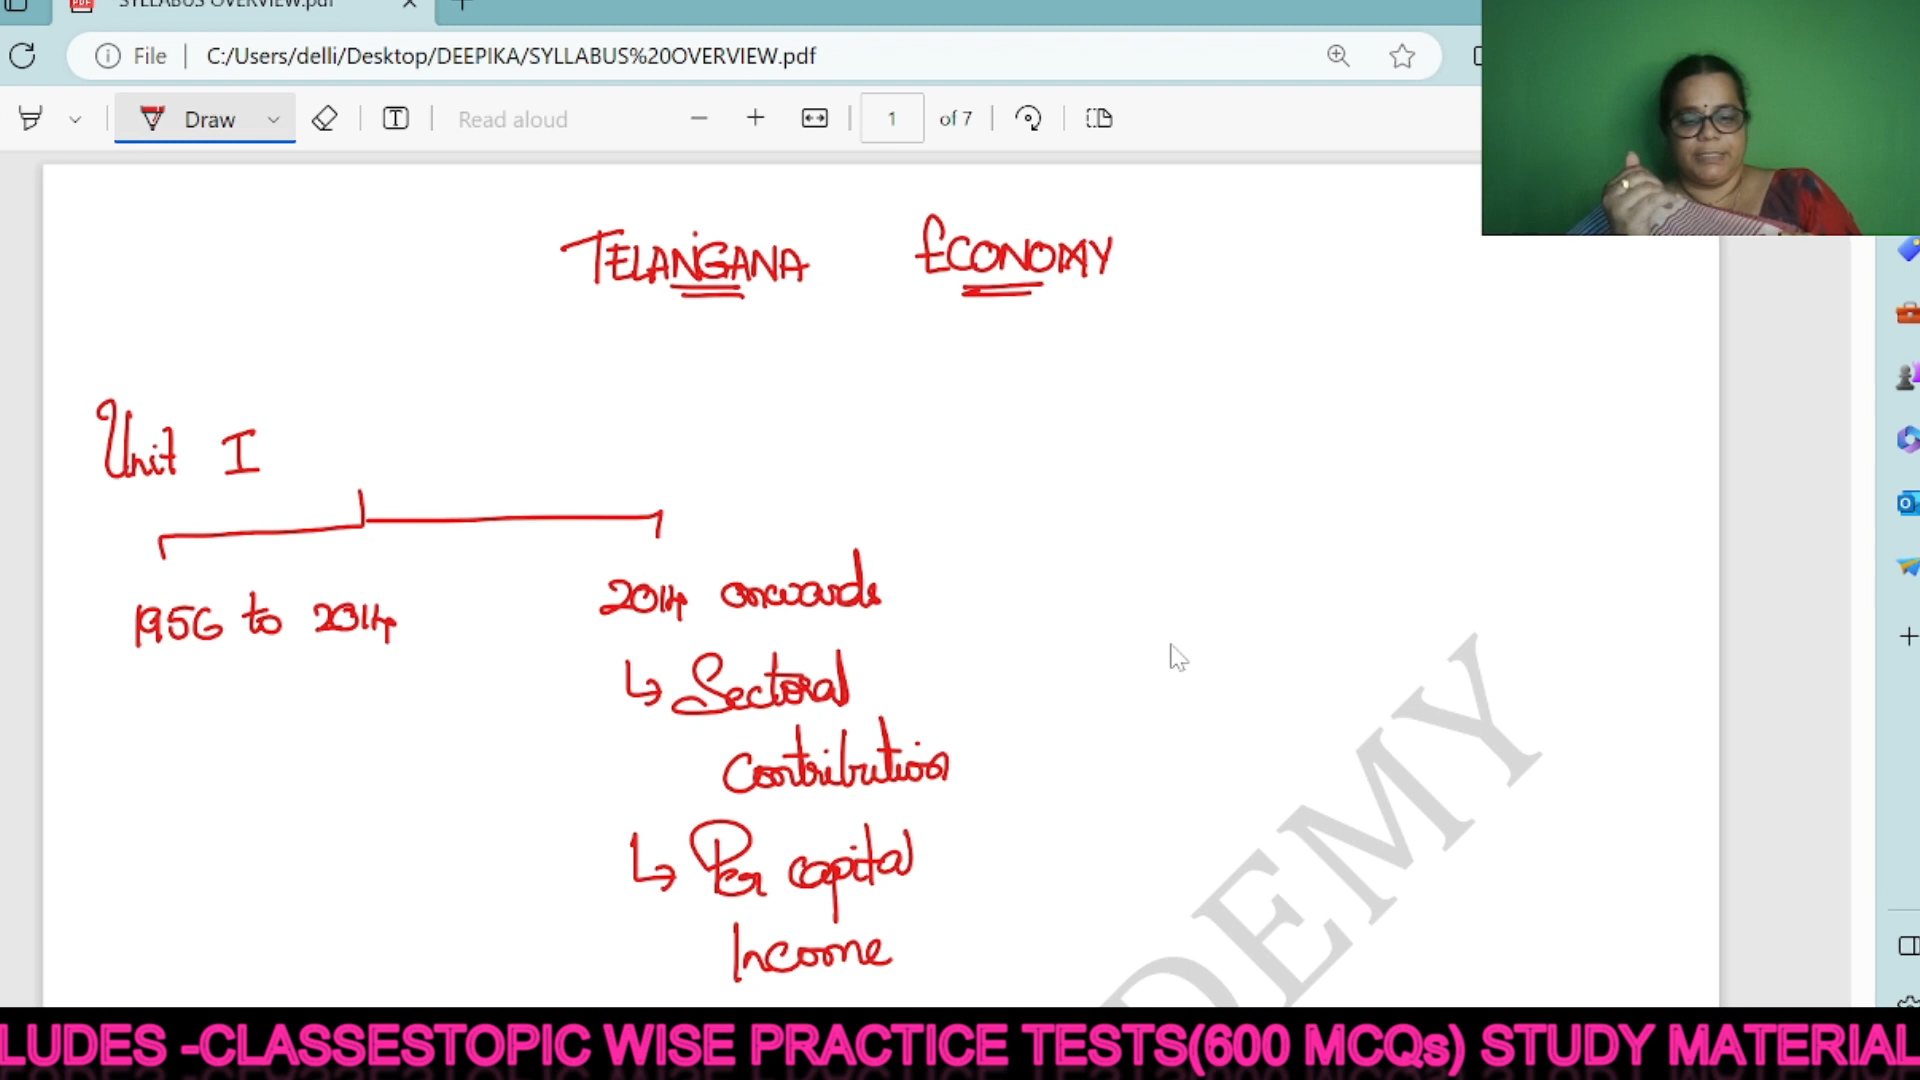 SYLLABUS OVERVIEW.pdf
File C:/Users/delli/Desktop/DEEPIKA/SYLLABUS%20OVERVIEW.pdf
Draw Read aloud 1 of 7
TELANGANA ECONOMY
Unit I
1956 to 2014
2014 onwards
↳ Sectoral
contribution
↳ Per capital
Income
DEMY
LUDES -CLASSESTOPIC WISE PRACTICE TESTS(600 MCQs) STUDY MATERIAL